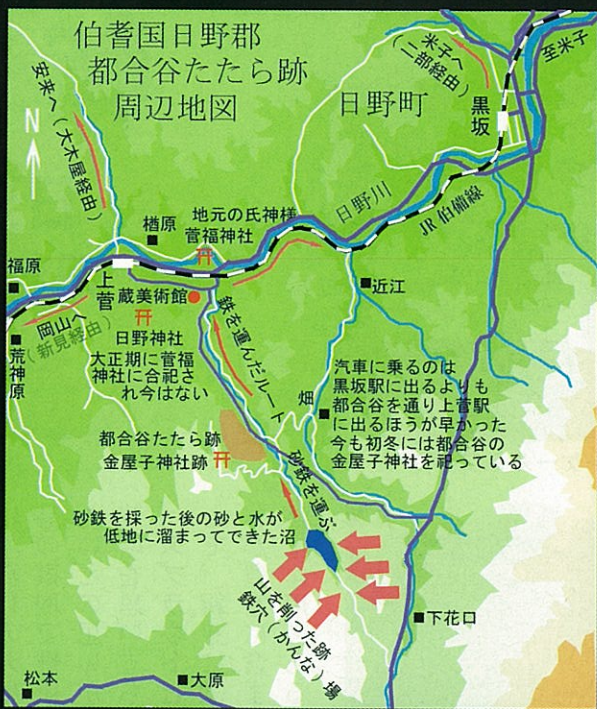 伯耆国日野郡
都合谷たたら跡
周辺地図
日野町
米子へ
(二部経由)
至米子
黒坂
N
安来へ(大木屋経由)
楢原
地元の氏神様
菅福神社
日野川
JR伯備線
福原
上菅
蔵美術館
近江
岡山へ
(新見経由)
荒神原
日野神社
大正期に菅福
神社に合祀さ
れ今はない
鉄を運んだルート
畑
汽車に乗るのは
黒坂駅に出るよりも
都合谷を通り上菅駅
に出るほうが早かった
今も初冬には都合谷の
金屋子神社を祀っている
都合谷たたら跡
金屋子神社跡
砂鉄を運ぶ
砂鉄を採った後の砂と水が
低地に溜まってできた沼
山を削った跡
鉄穴(かんな)場
下花口
松本
大原